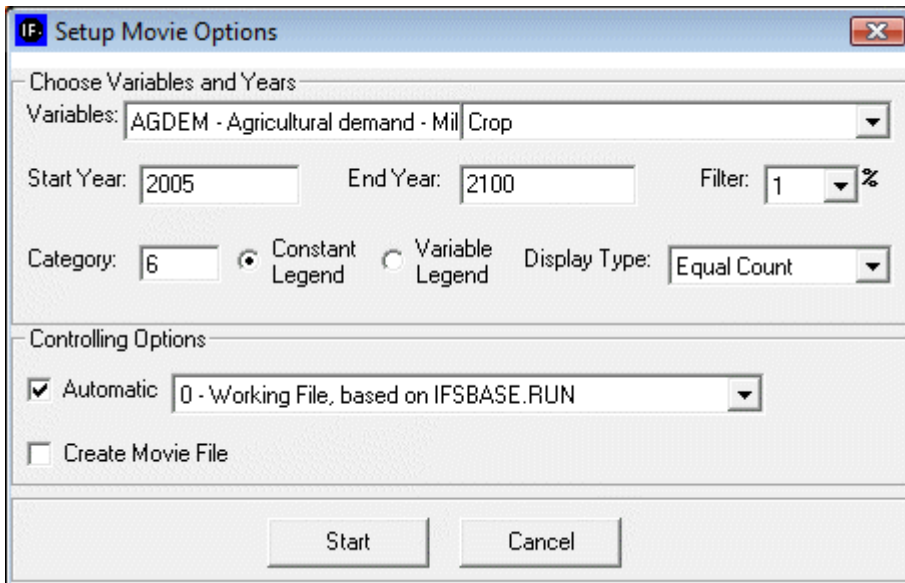 IFs Setup Movie Options
Choose Variables and Years
Variables: AGDEM - Agricultural demand - Mil Crop
Start Year: 2005 End Year: 2100 Filter: 1 %
Category: 6 Constant Legend Variable Legend Display Type: Equal Count
Controlling Options
Automatic 0 - Working File, based on IFSBASE.RUN
Create Movie File
Start Cancel